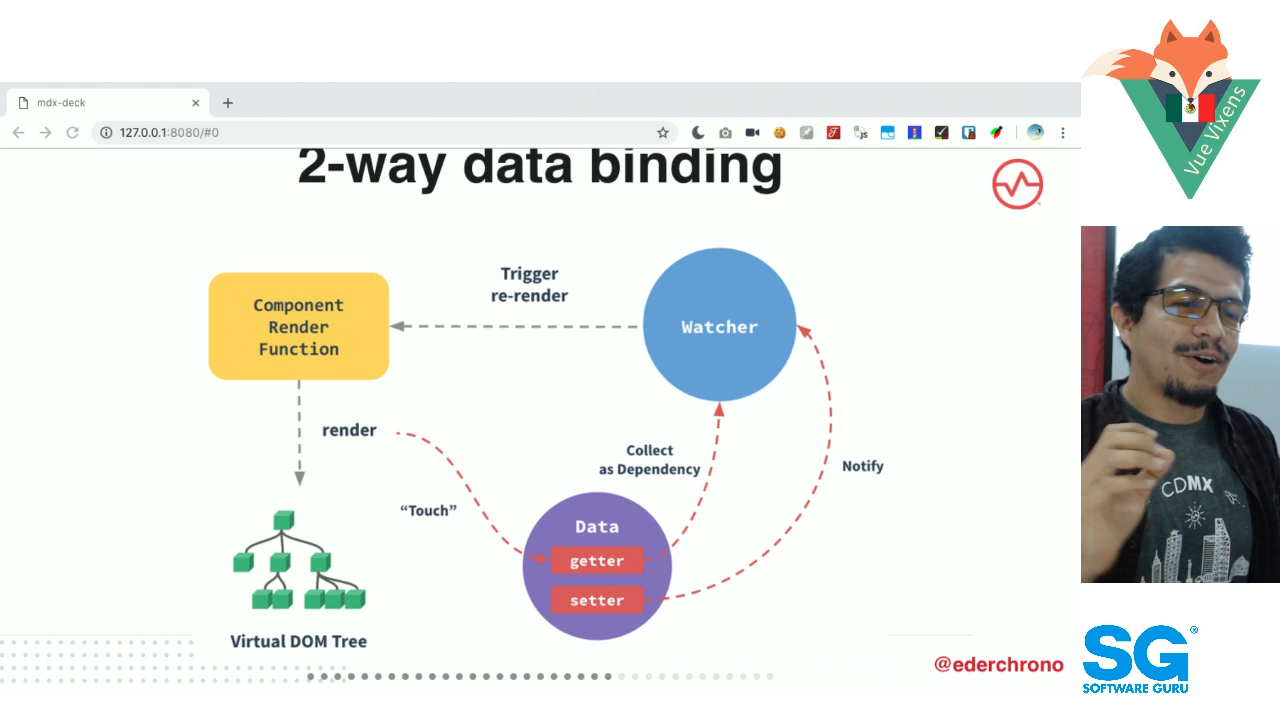 mdx-deck
127.0.0.1:8080/#0
2-way data binding
Trigger
re-render
Component
Render
Function
Watcher
render
Collect
as Dependency
Notify
“Touch”
Data
getter
setter
Virtual DOM Tree
@ederchrono
Vue Vixens
CDMX
SG®
SOFTWARE GURU